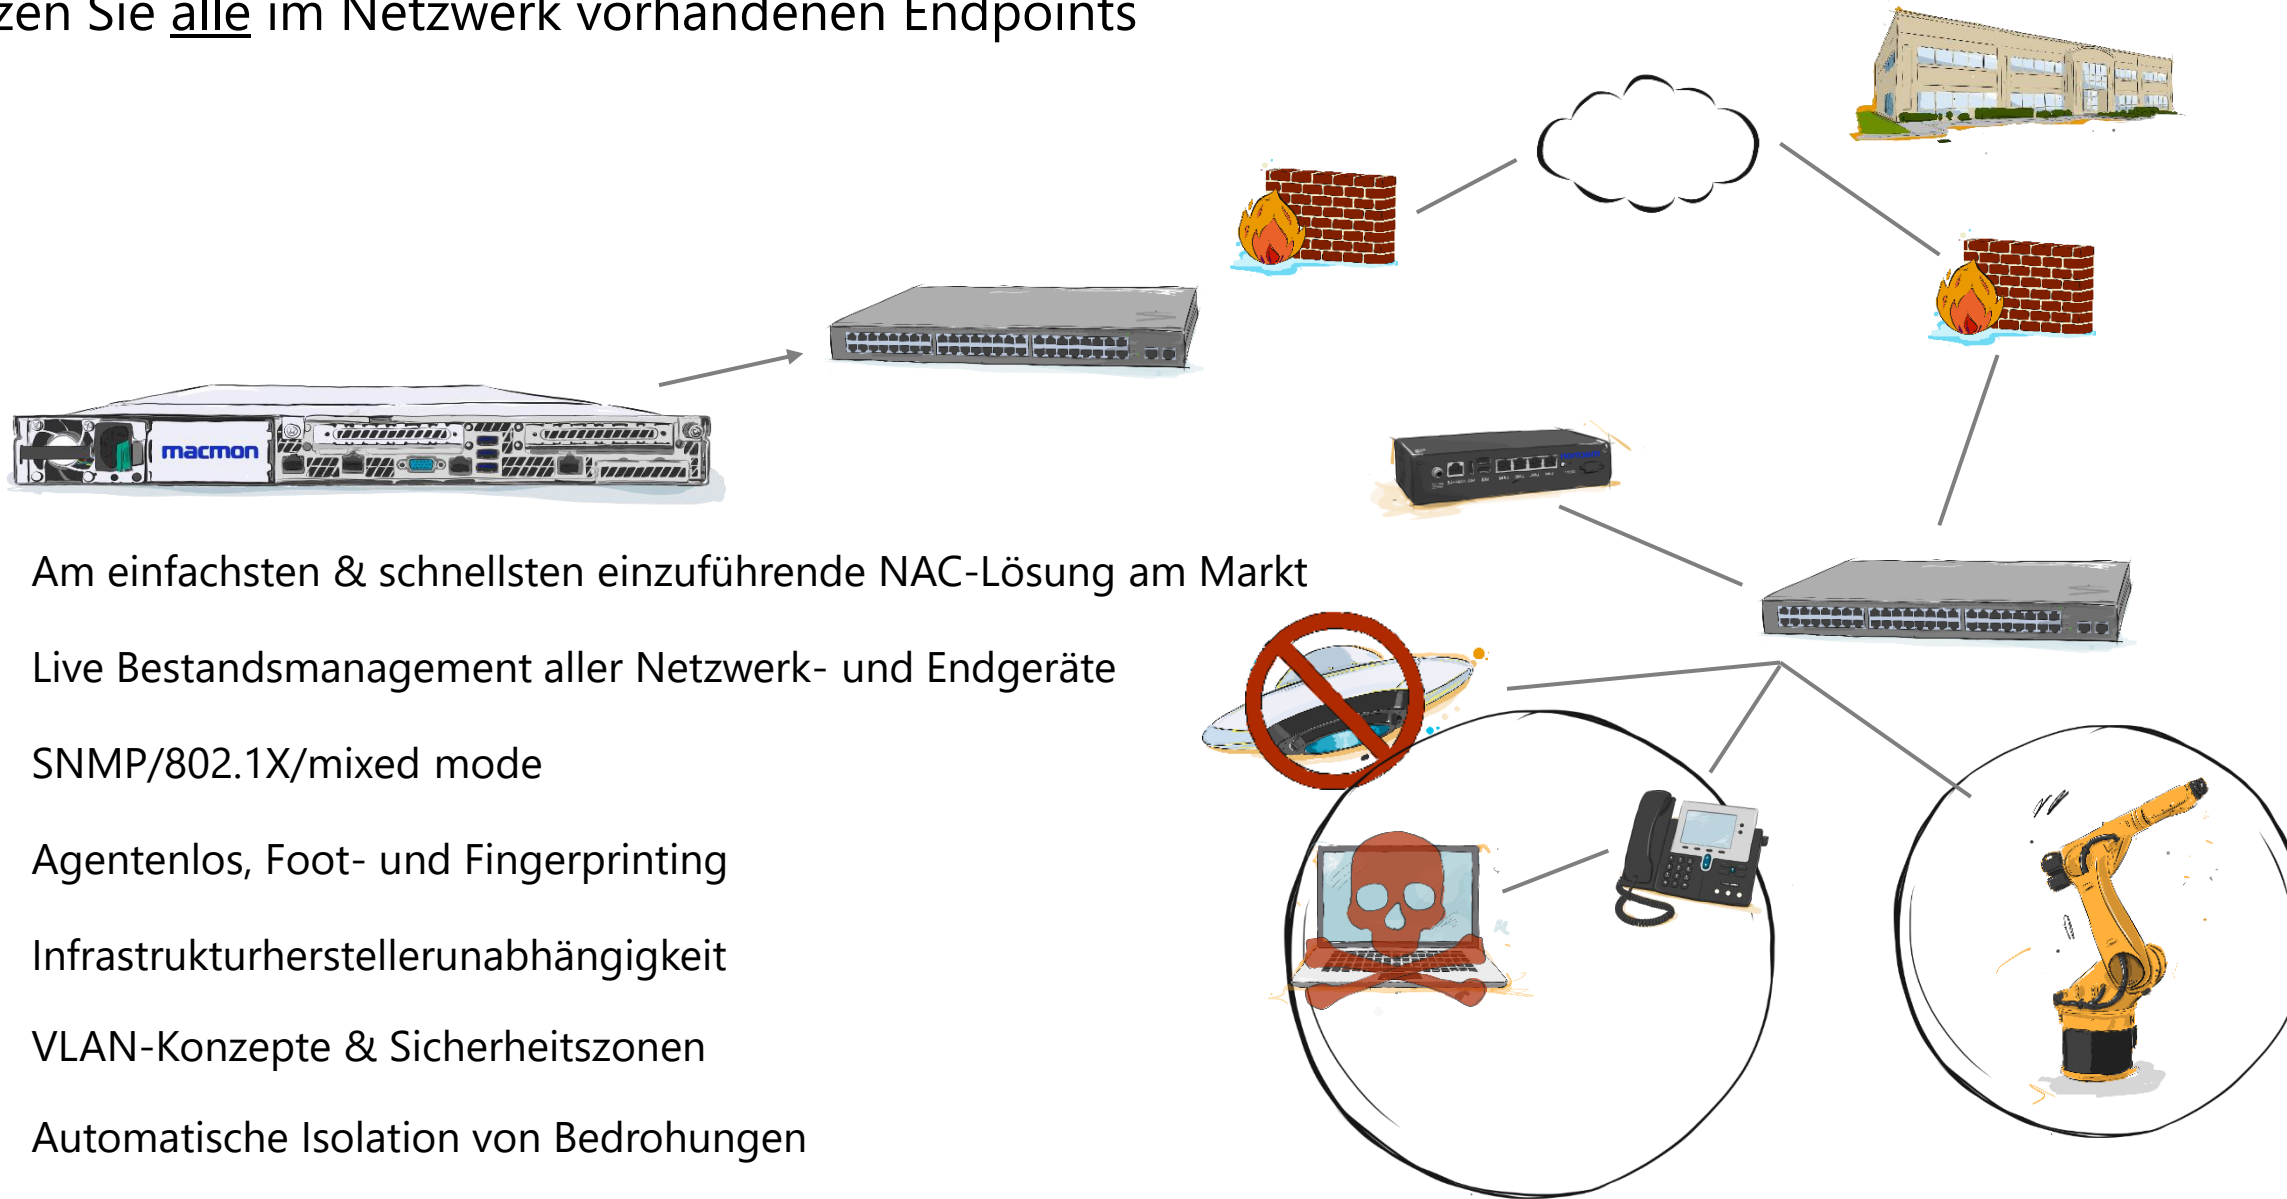 zen Sie alle im Netzwerk vorhandenen Endpoints
macmon
Am einfachsten & schnellsten einzuführende NAC-Lösung am Markt
Live Bestandsmanagement aller Netzwerk- und Endgeräte
SNMP/802.1X/mixed mode
Agentenlos, Foot- und Fingerprinting
Infrastrukturherstellerunabhängigkeit
VLAN-Konzepte & Sicherheitszonen
Automatische Isolation von Bedrohungen